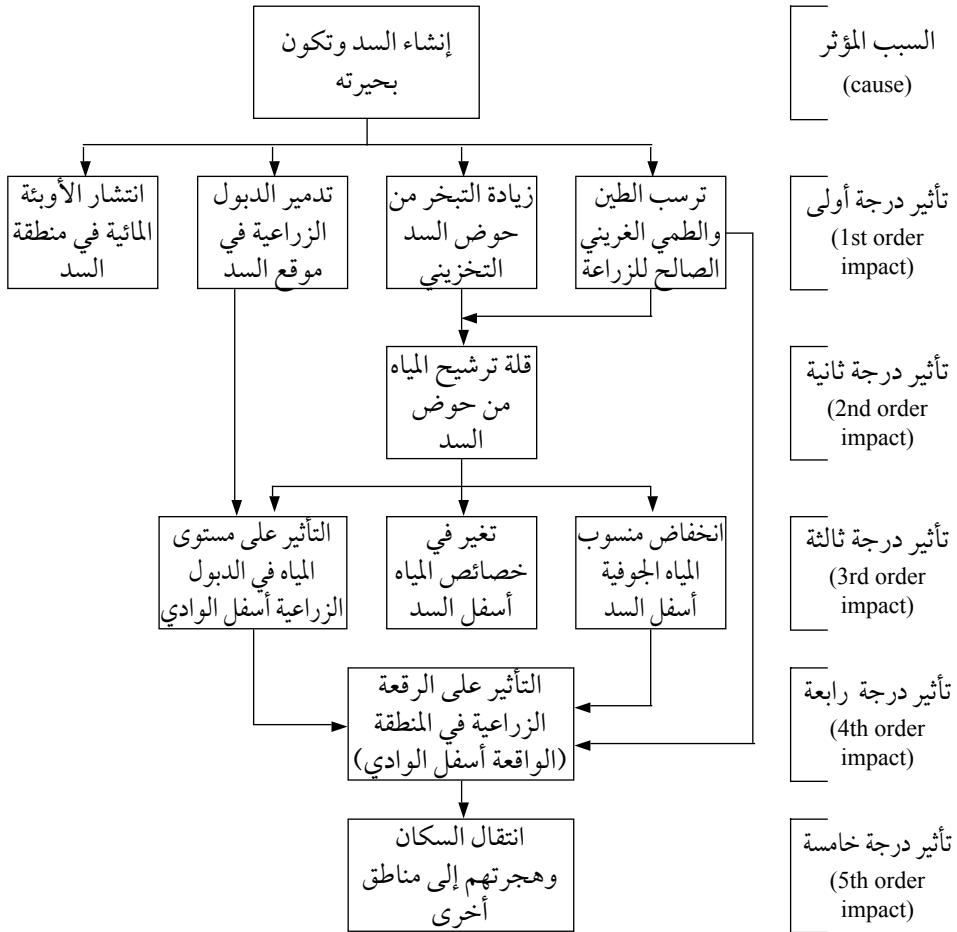 السبب المؤثر
(cause)
إنشاء السد وتكون
بحيرته
تأثير درجة أولى
(1st order
impact)
ترسب الطين
والطمي الغريني
الصالح للزراعة
زيادة التبخر من
حوض السد
التخزيني
تدمير الدبول
الزراعية في
موقع السد
انتشار الأوبئة
المائية في منطقة
السد
تأثير درجة ثانية
(2nd order
impact)
قلة ترشيح المياه
من حوض
السد
تأثير درجة ثالثة
(3rd order
impact)
انخفاض منسوب
المياه الجوفية
أسفل السد
تغير في
خصائص المياه
أسفل السد
التأثير على مستوى
المياه في الدبول
الزراعية أسفل الوادي
تأثير درجة رابعة
(4th order
impact)
التأثير على الرقعة
الزراعية في المنطقة
(الواقعة أسفل الوادي)
تأثير درجة خامسة
(5th order
impact)
انتقال السكان
وهجرتهم إلى مناطق
أخرى